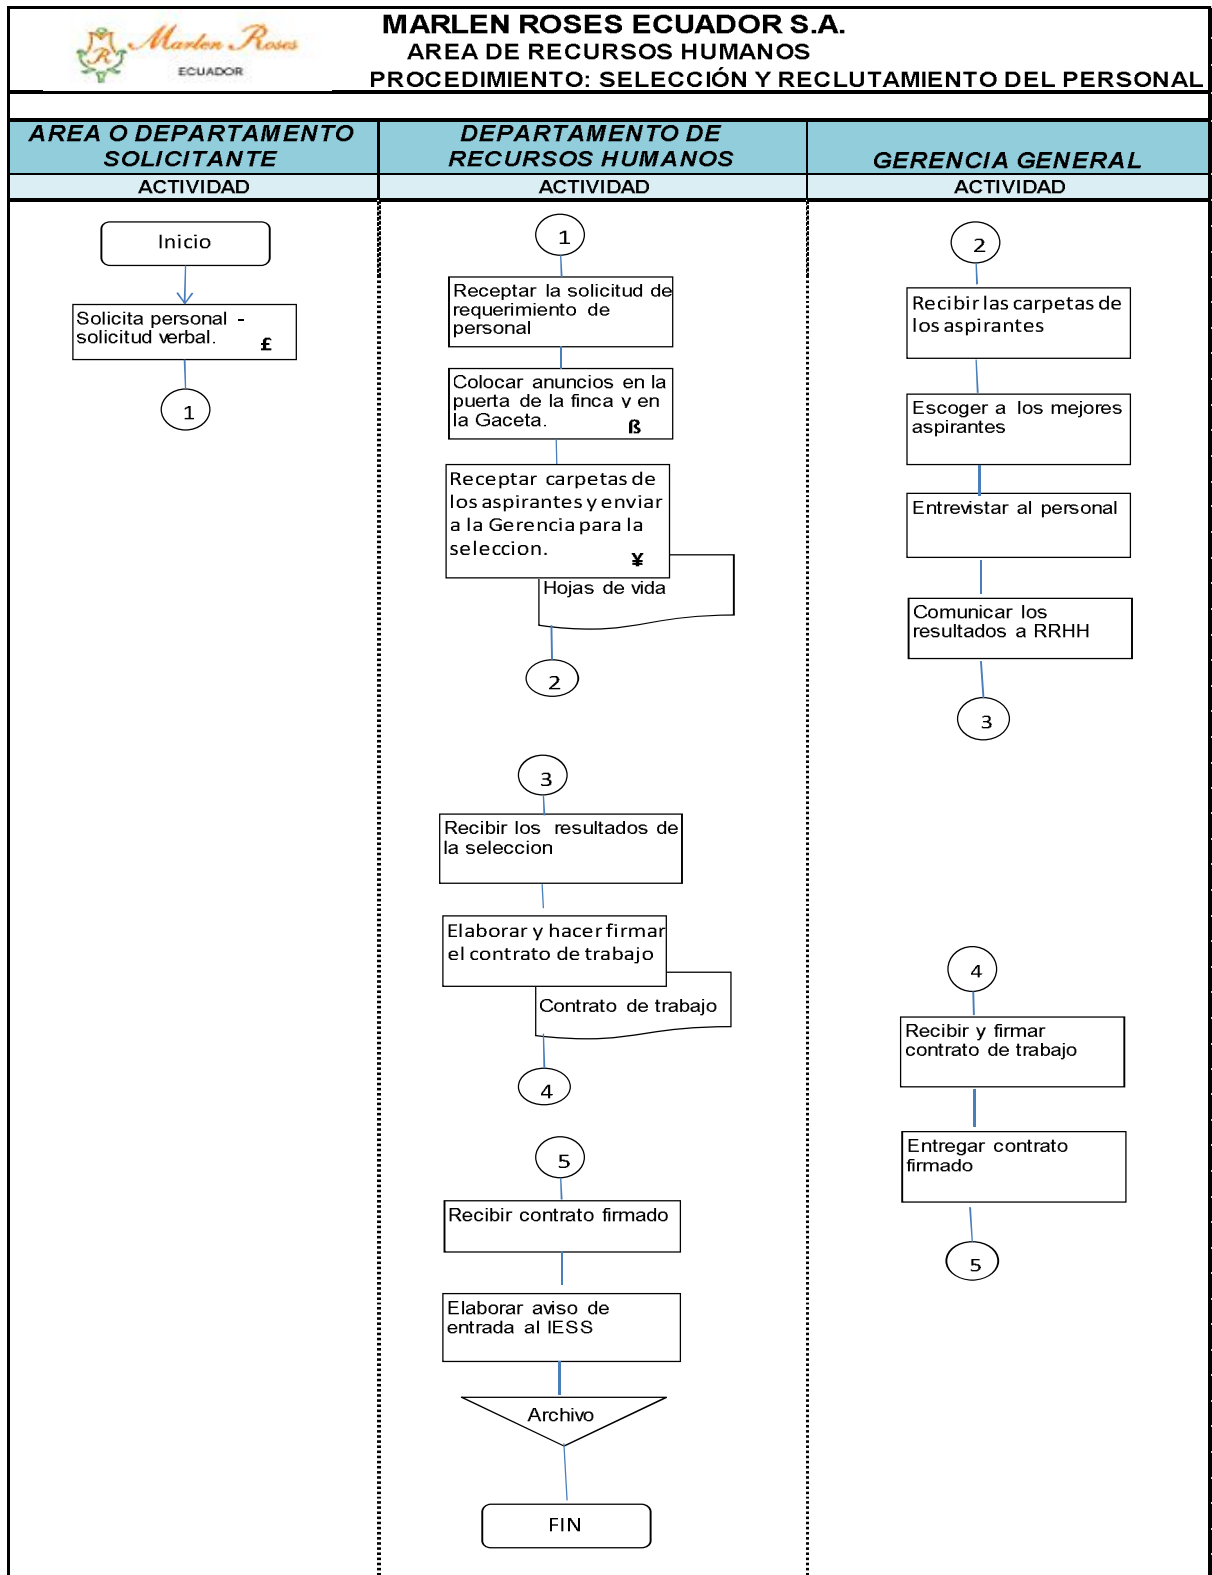 Marlen Roses
ECUADOR
MARLEN ROSES ECUADOR S.A.
AREA DE RECURSOS HUMANOS
PROCEDIMIENTO: SELECCIÓN Y RECLUTAMIENTO DEL PERSONAL
AREA O DEPARTAMENTO
SOLICITANTE
ACTIVIDAD
Inicio
Solicita personal -
solicitud verbal.
£
1
DEPARTAMENTO DE
RECURSOS HUMANOS
ACTIVIDAD
1
Receptar la solicitud de
requerimiento de
personal
Colocar anuncios en la
puerta de la finca y en
la Gaceta.
ß
Receptar carpetas de
los aspirantes y enviar
a la Gerencia para la
seleccion.
¥
Hojas de vida
2
3
Recibir los resultados de
la seleccion
Elaborar y hacer firmar
el contrato de trabajo
Contrato de trabajo
4
5
Recibir contrato firmado
Elaborar aviso de
entrada al IESS
Archivo
FIN
GERENCIA GENERAL
ACTIVIDAD
2
Recibir las carpetas de
los aspirantes
Escoger a los mejores
aspirantes
Entrevistar al personal
Comunicar los
resultados a RRHH
3
4
Recibir y firmar
contrato de trabajo
Entregar contrato
firmado
5